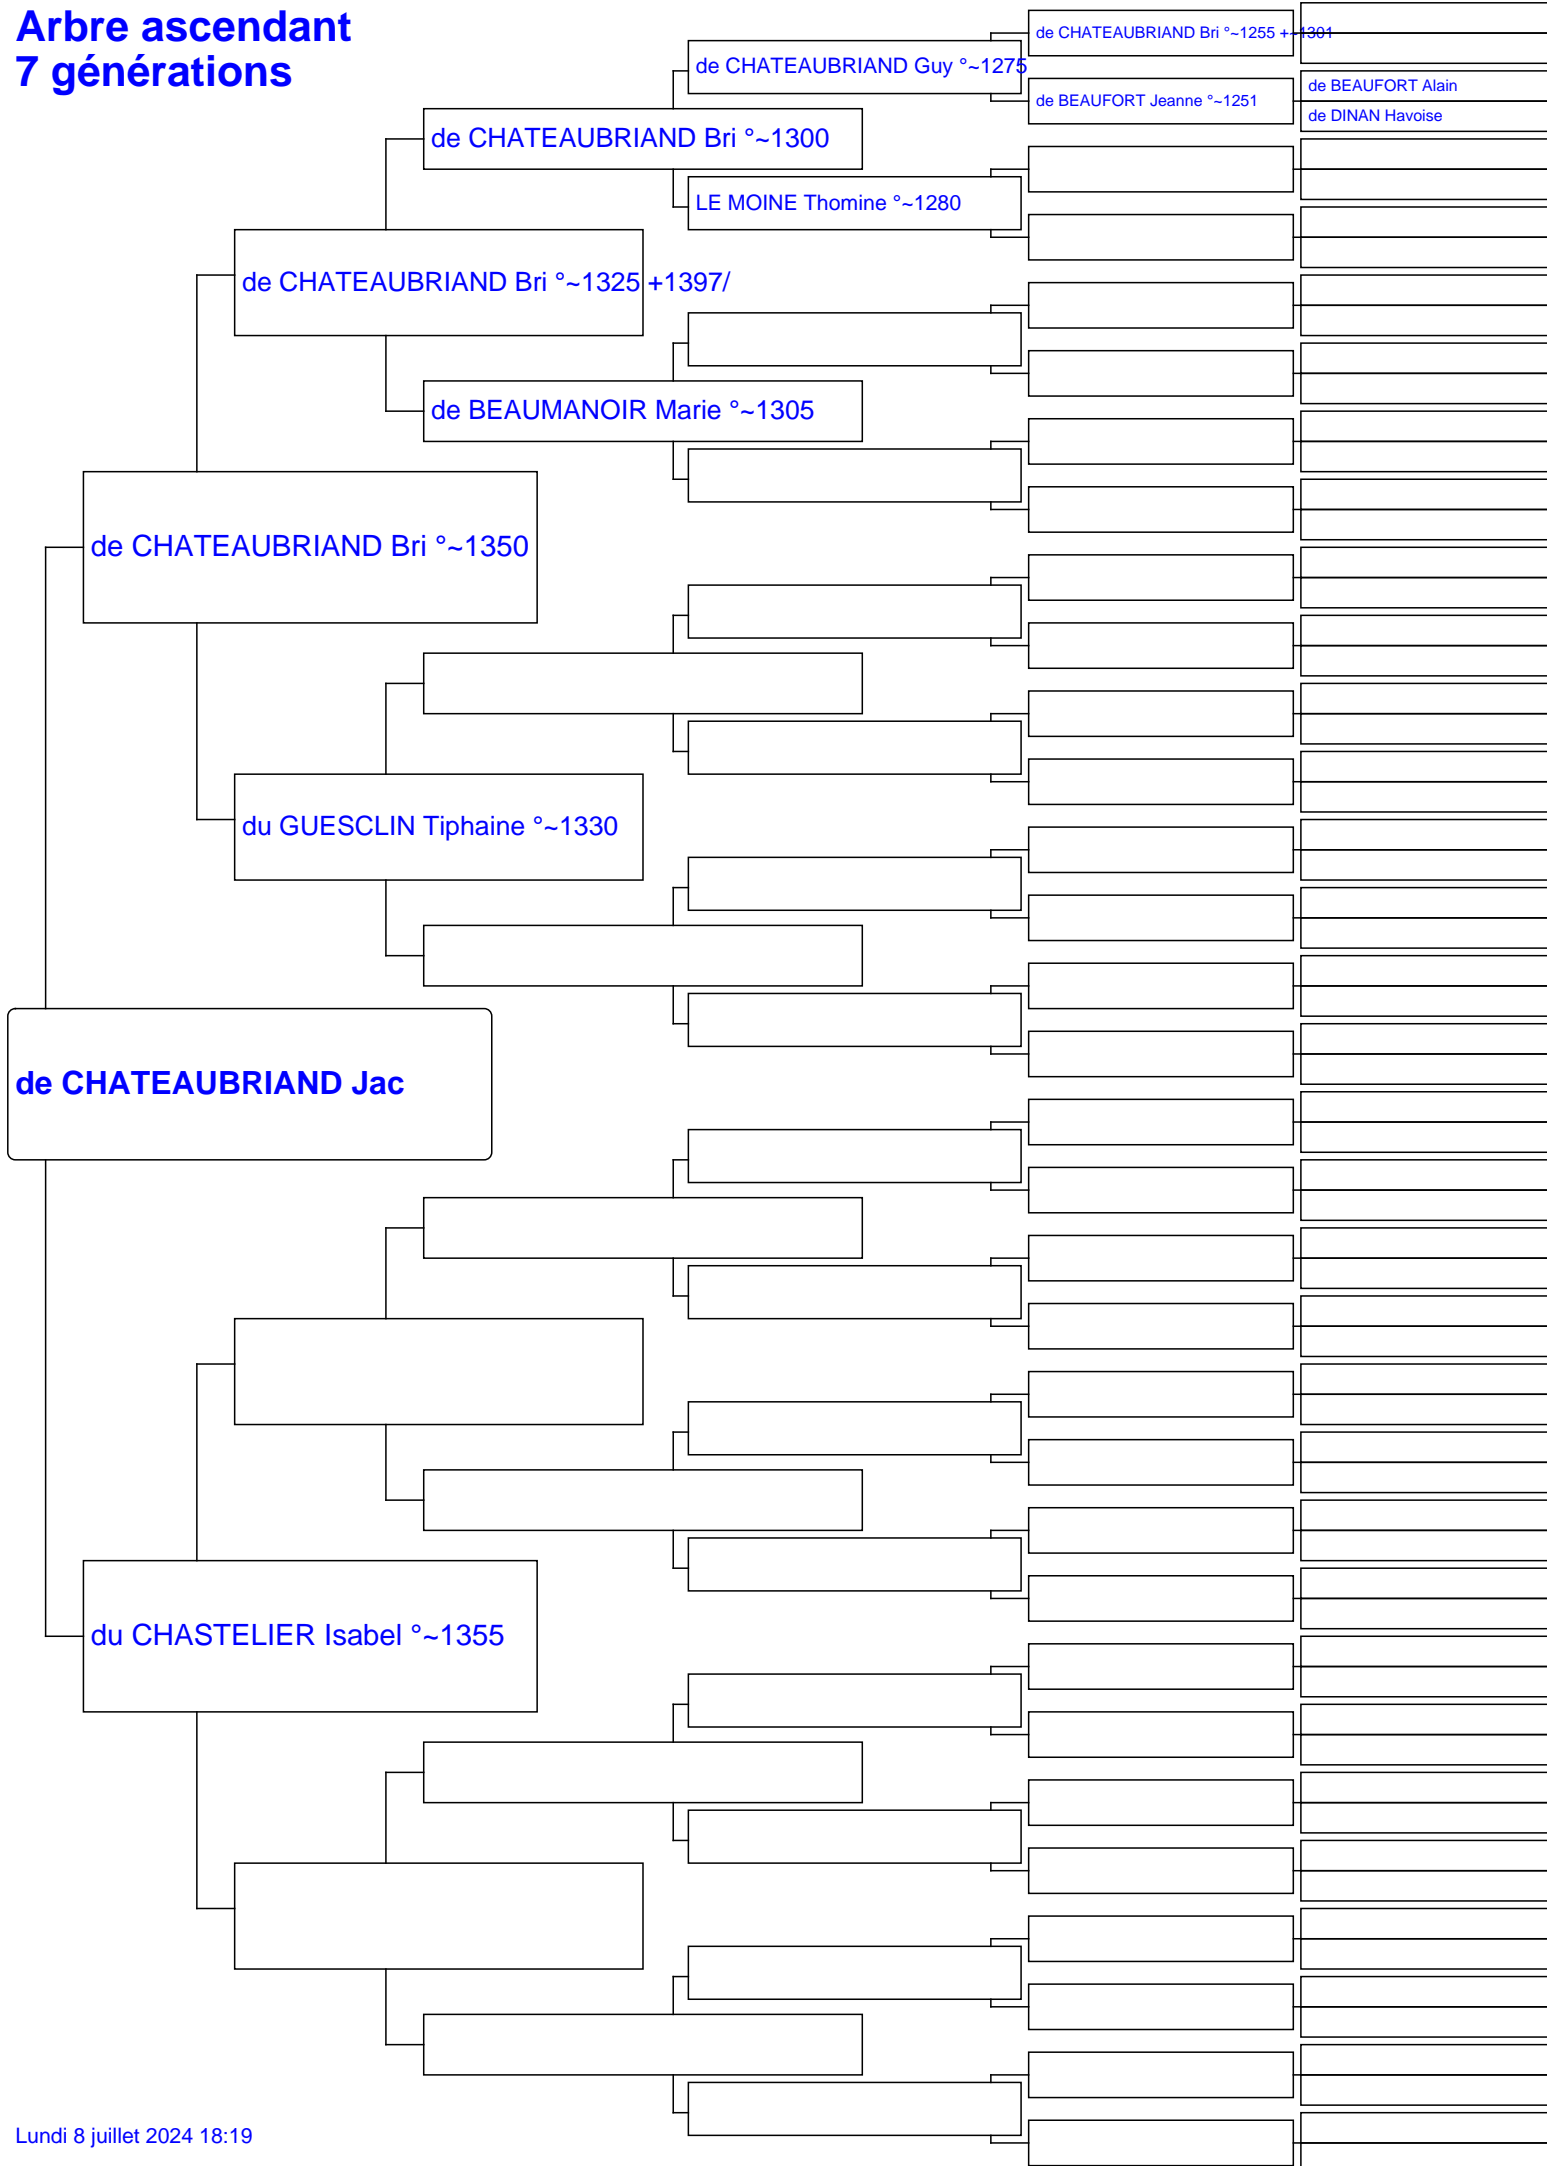 Arbre ascendant
7 générations
de CHATEAUBRIAND Bri °~1255 +~1301
de CHATEAUBRIAND Guy °~1275
de BEAUFORT Alain
de BEAUFORT Jeanne °~1251
de DINAN Havoise
de CHATEAUBRIAND Bri °~1300
LE MOINE Thomine °~1280
de CHATEAUBRIAND Bri °~1325 +1397/
de BEAUMANOIR Marie °~1305
de CHATEAUBRIAND Bri °~1350
du GUESCLIN Tiphaine °~1330
de CHATEAUBRIAND Jac
du CHASTELIER Isabel °~1355
Lundi 8 juillet 2024 18:19